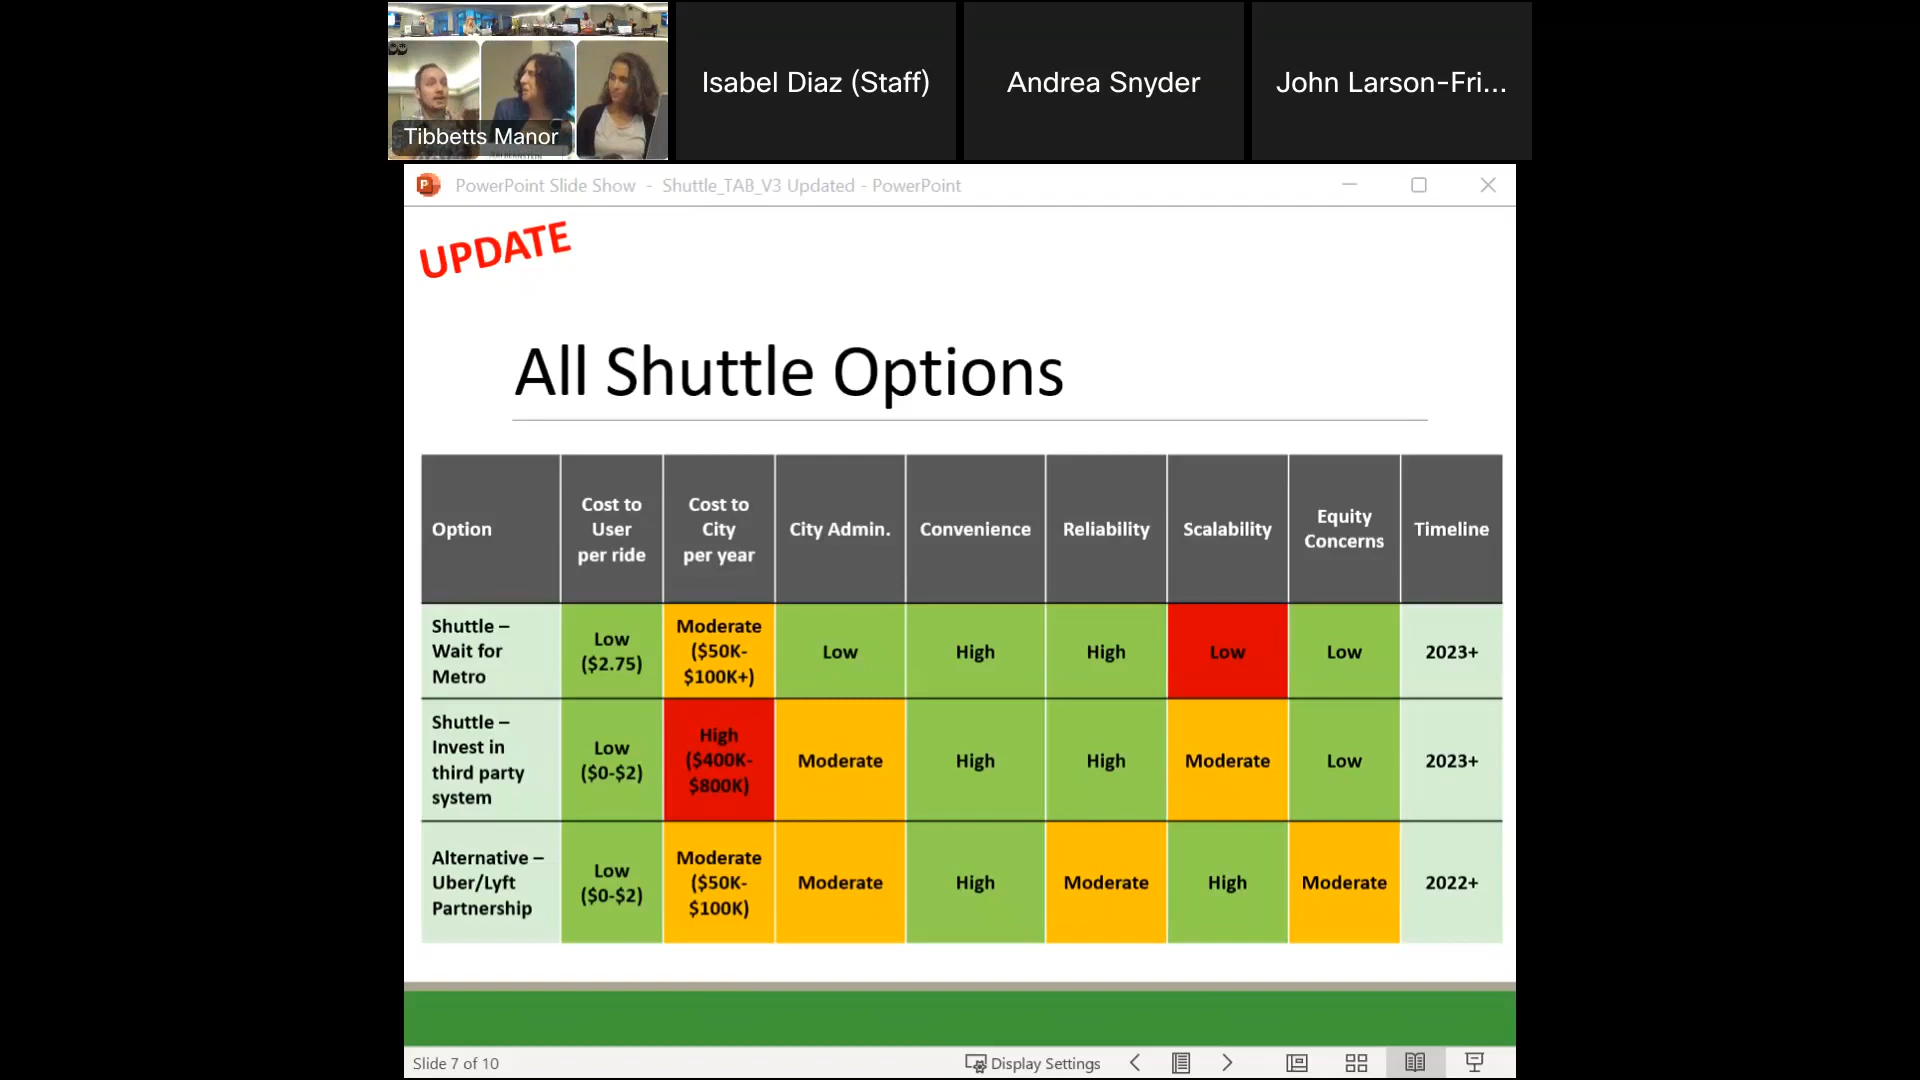 Tibbetts Manor
Isabel Diaz (Staff)
Andrea Snyder
John Larson-Fri...
PowerPoint Slide Show - Shuttle_TAB_V3 Updated - PowerPoint
UPDATE
All Shuttle Options
Option
Cost to
User
per ride
Cost to
City
per year
City Admin.
Convenience
Reliability
Scalability
Equity
Concerns
Timeline
Shuttle –
Wait for
Metro
Low
($2.75)
Moderate
($50K-
$100K+)
Low
High
High
Low
Low
2023+
Shuttle –
Invest in
third party
system
Low
($0-$2)
High
($400K-
$800K)
Moderate
High
High
Moderate
Low
2023+
Alternative –
Uber/Lyft
Partnership
Low
($0-$2)
Moderate
($50K-
$100K)
Moderate
High
Moderate
High
Moderate
2022+
Slide 7 of 10
Display Settings